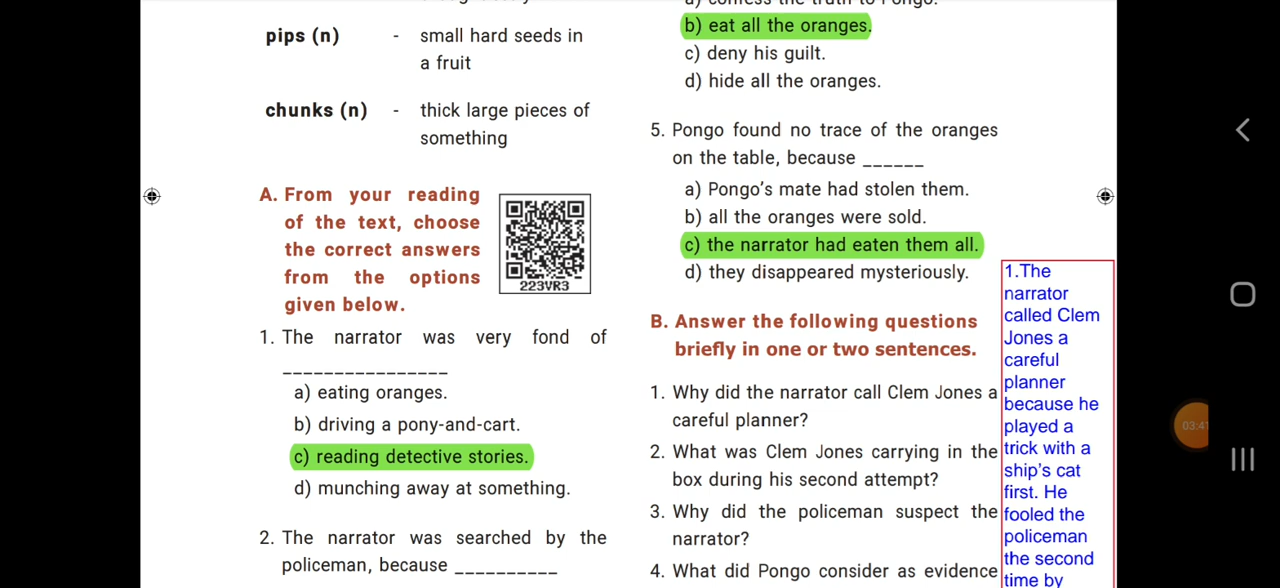 pips (n) - small hard seeds in
a fruit
chunks (n) - thick large pieces of
something
A. From your reading
of the text, choose
the correct answers
from the options
given below.
223VR3
1. The narrator was very fond of
________________
a) eating oranges.
b) driving a pony-and-cart.
c) reading detective stories.
d) munching away at something.
2. The narrator was searched by the
policeman, because __________
b) eat all the oranges.
c) deny his guilt.
d) hide all the oranges.
5. Pongo found no trace of the oranges
on the table, because ______
a) Pongo's mate had stolen them.
b) all the oranges were sold.
c) the narrator had eaten them all.
d) they disappeared mysteriously.
B. Answer the following questions
briefly in one or two sentences.
1. Why did the narrator call Clem Jones a
careful planner?
2. What was Clem Jones carrying in the
box during his second attempt?
3. Why did the policeman suspect the
narrator?
4. What did Pongo consider as evidence
1.The
narrator
called Clem
Jones a
careful
planner
because he
played a
trick with a
ship's cat
first. He
fooled the
policeman
the second
time by
03:41